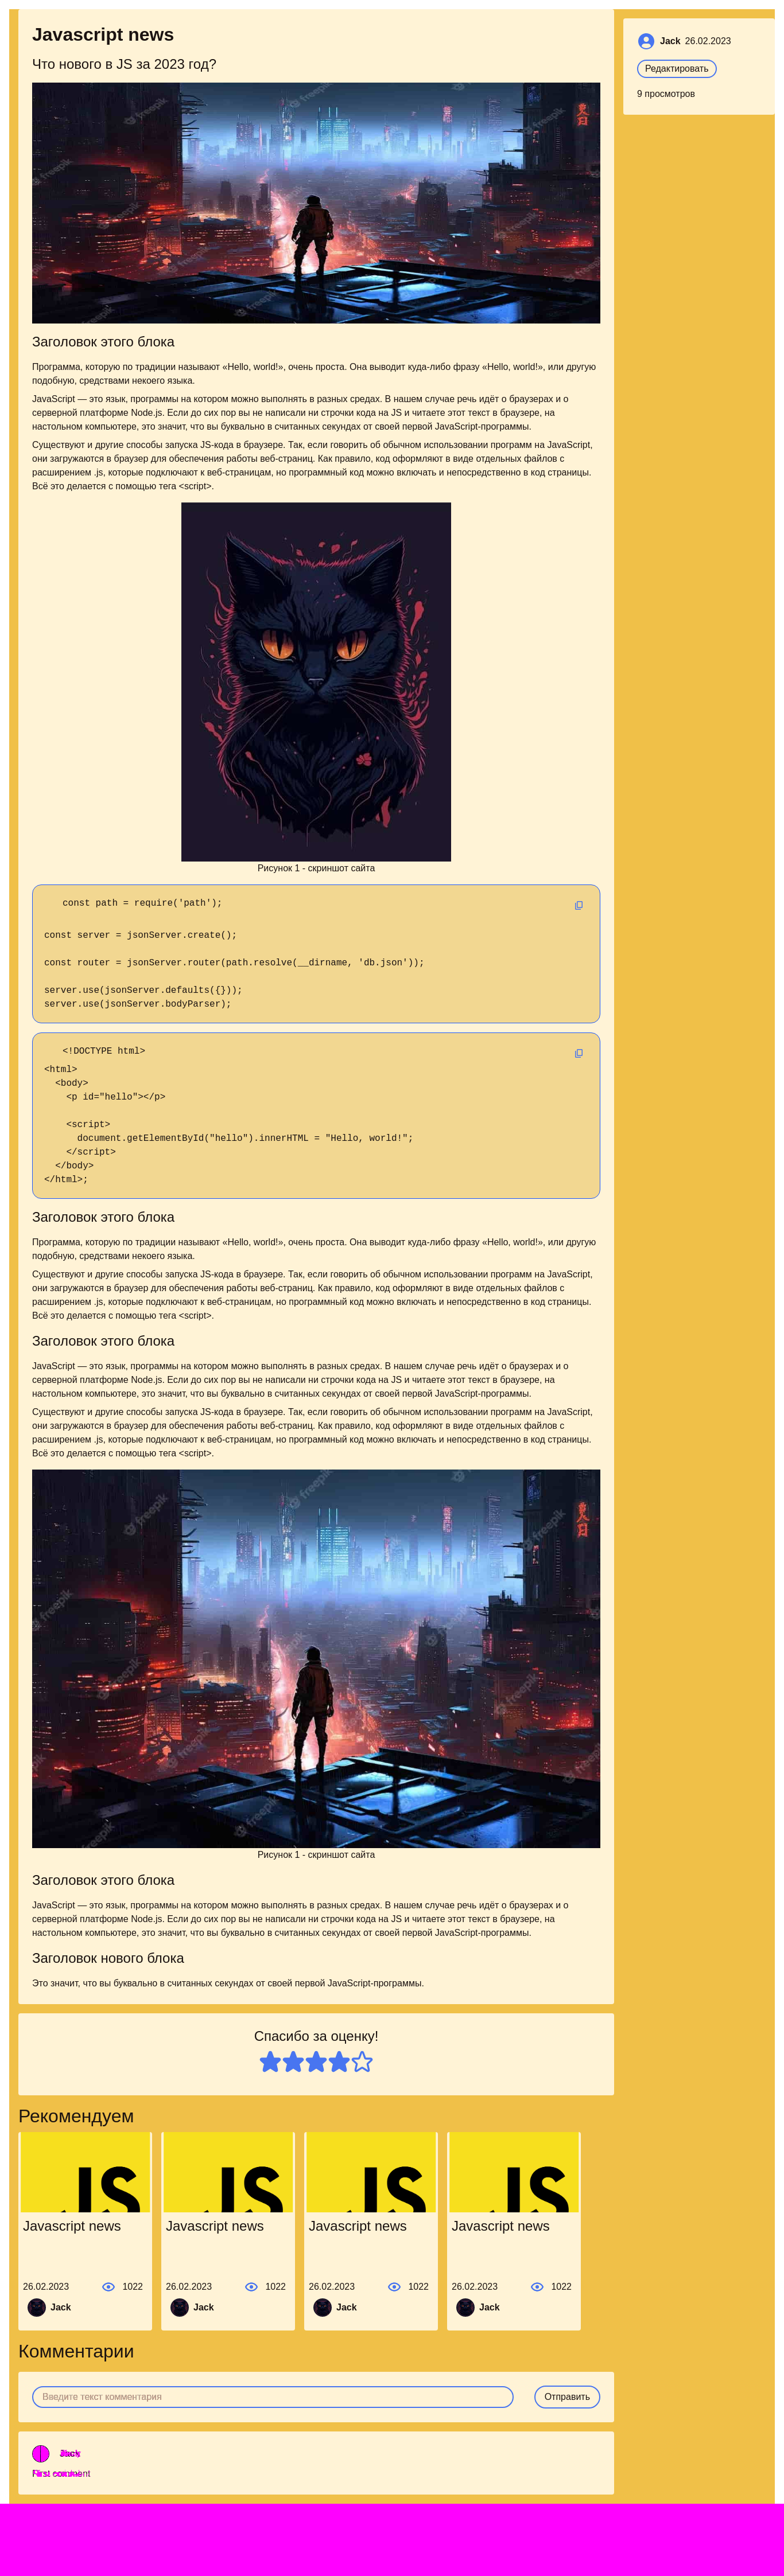 Javascript news
Что нового в JS за 2023 год?
Jack 26.02.2023
Редактировать
9 просмотров
Заголовок этого блока
Программа, которую по традиции называют «Hello, world!», очень проста. Она выводит куда-либо фразу «Hello, world!», или другую
подобную, средствами некоего языка.
JavaScript — это язык, программы на котором можно выполнять в разных средах. В нашем случае речь идёт о браузерах и о
серверной платформе Node.js. Если до сих пор вы не написали ни строчки кода на JS и читаете этот текст в браузере, на
настольном компьютере, это значит, что вы буквально в считанных секундах от своей первой JavaScript-программы.
Существуют и другие способы запуска JS-кода в браузере. Так, если говорить об обычном использовании программ на JavaScript,
они загружаются в браузер для обеспечения работы веб-страниц. Как правило, код оформляют в виде отдельных файлов с
расширением .js, которые подключают к веб-страницам, но программный код можно включать и непосредственно в код страницы.
Всё это делается с помощью тега <script>.
Рисунок 1 - скриншот сайта
const path = require('path');
const server = jsonServer.create();
const router = jsonServer.router(path.resolve(__dirname, 'db.json'));
server.use(jsonServer.defaults({}));
server.use(jsonServer.bodyParser);
<!DOCTYPE html>
<html>
<body>
<p id="hello"></p>
<script>
document.getElementById("hello").innerHTML = "Hello, world!";
</script>
</body>
</html>;
Заголовок этого блока
Программа, которую по традиции называют «Hello, world!», очень проста. Она выводит куда-либо фразу «Hello, world!», или другую
подобную, средствами некоего языка.
Существуют и другие способы запуска JS-кода в браузере. Так, если говорить об обычном использовании программ на JavaScript,
они загружаются в браузер для обеспечения работы веб-страниц. Как правило, код оформляют в виде отдельных файлов с
расширением .js, которые подключают к веб-страницам, но программный код можно включать и непосредственно в код страницы.
Всё это делается с помощью тега <script>.
Заголовок этого блока
JavaScript — это язык, программы на котором можно выполнять в разных средах. В нашем случае речь идёт о браузерах и о
серверной платформе Node.js. Если до сих пор вы не написали ни строчки кода на JS и читаете этот текст в браузере, на
настольном компьютере, это значит, что вы буквально в считанных секундах от своей первой JavaScript-программы.
Существуют и другие способы запуска JS-кода в браузере. Так, если говорить об обычном использовании программ на JavaScript,
они загружаются в браузер для обеспечения работы веб-страниц. Как правило, код оформляют в виде отдельных файлов с
расширением .js, которые подключают к веб-страницам, но программный код можно включать и непосредственно в код страницы.
Всё это делается с помощью тега <script>.
freepik
Рисунок 1 - скриншот сайта
Заголовок этого блока
JavaScript — это язык, программы на котором можно выполнять в разных средах. В нашем случае речь идёт о браузерах и о
серверной платформе Node.js. Если до сих пор вы не написали ни строчки кода на JS и читаете этот текст в браузере, на
настольном компьютере, это значит, что вы буквально в считанных секундах от своей первой JavaScript-программы.
Заголовок нового блока
Это значит, что вы буквально в считанных секундах от своей первой JavaScript-программы.
Спасибо за оценку!
Рекомендуем
JS JS JS JS
Javascript news Javascript news Javascript news Javascript news
26.02.2023 1022 26.02.2023 1022 26.02.2023 1022 26.02.2023 1022
Jack Jack Jack Jack
Комментарии
Введите текст комментария Отправить
Jack
First comment